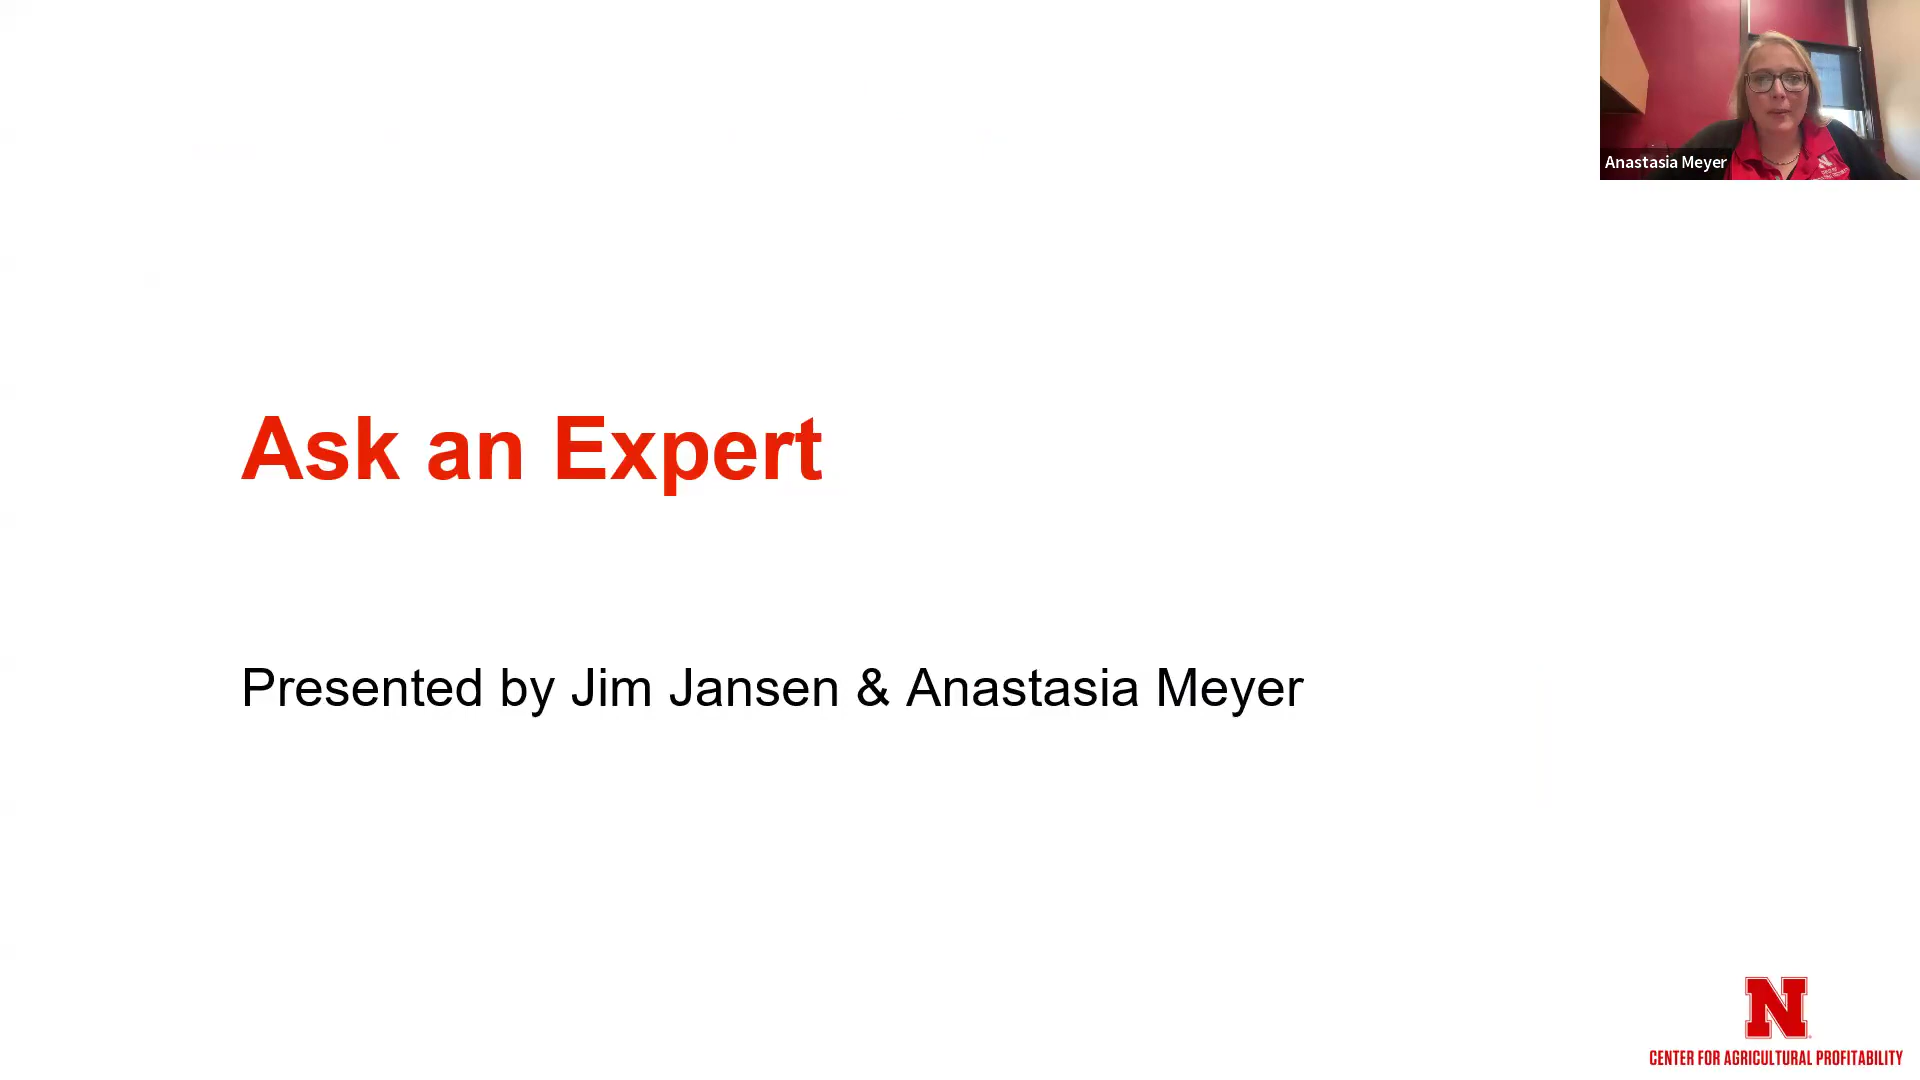 Anastasia Meyer
N
Ask an Expert
Presented by Jim Jansen & Anastasia Meyer
N
CENTER FOR AGRICULTURAL PROFITABILITY